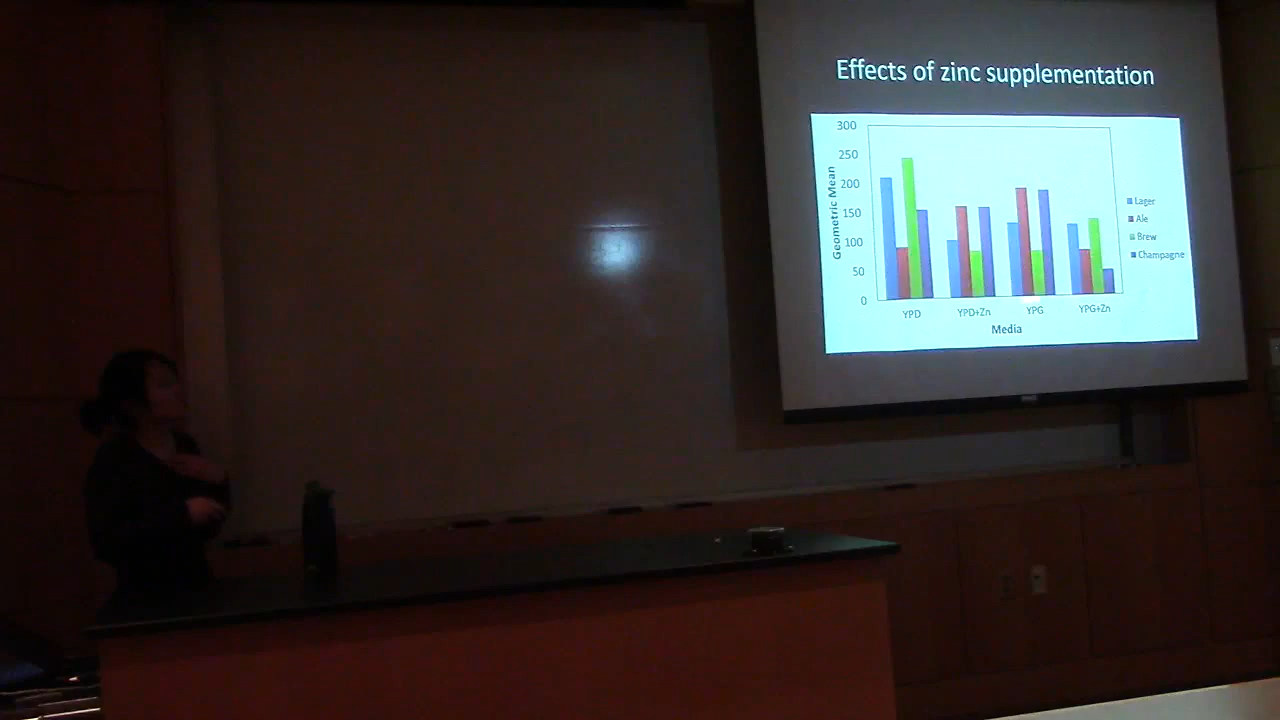 Effects of zinc supplementation
300
250
200
150
100
50
0
Geometric Mean
YPD
YPD+Zn
YPG
YPG+Zn
Media
Lager
Ale
Brew
Champagne